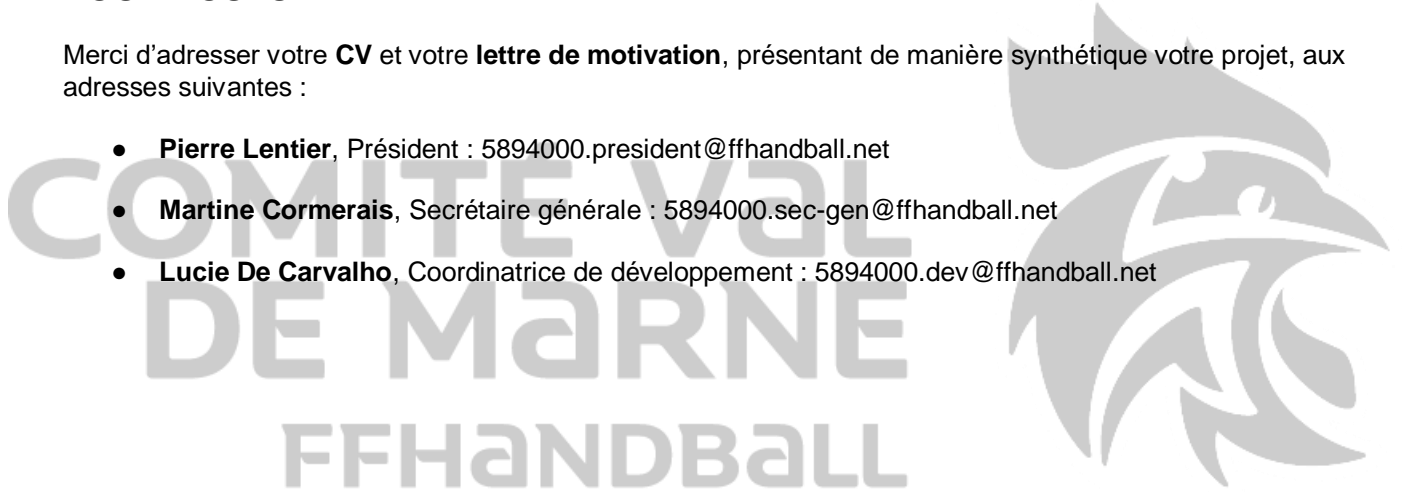 Merci d’adresser votre CV et votre lettre de motivation, présentant de manière synthétique votre projet, aux
adresses suivantes :
● Pierre Lentier, Président : 5894000.president@ffhandball.net
● Martine Cormerais, Secrétaire générale : 5894000.sec-gen@ffhandball.net
● Lucie De Carvalho, Coordinatrice de développement : 5894000.dev@ffhandball.net
COMITÉ VaL
DE MaRNE
FFHaNDBaLL